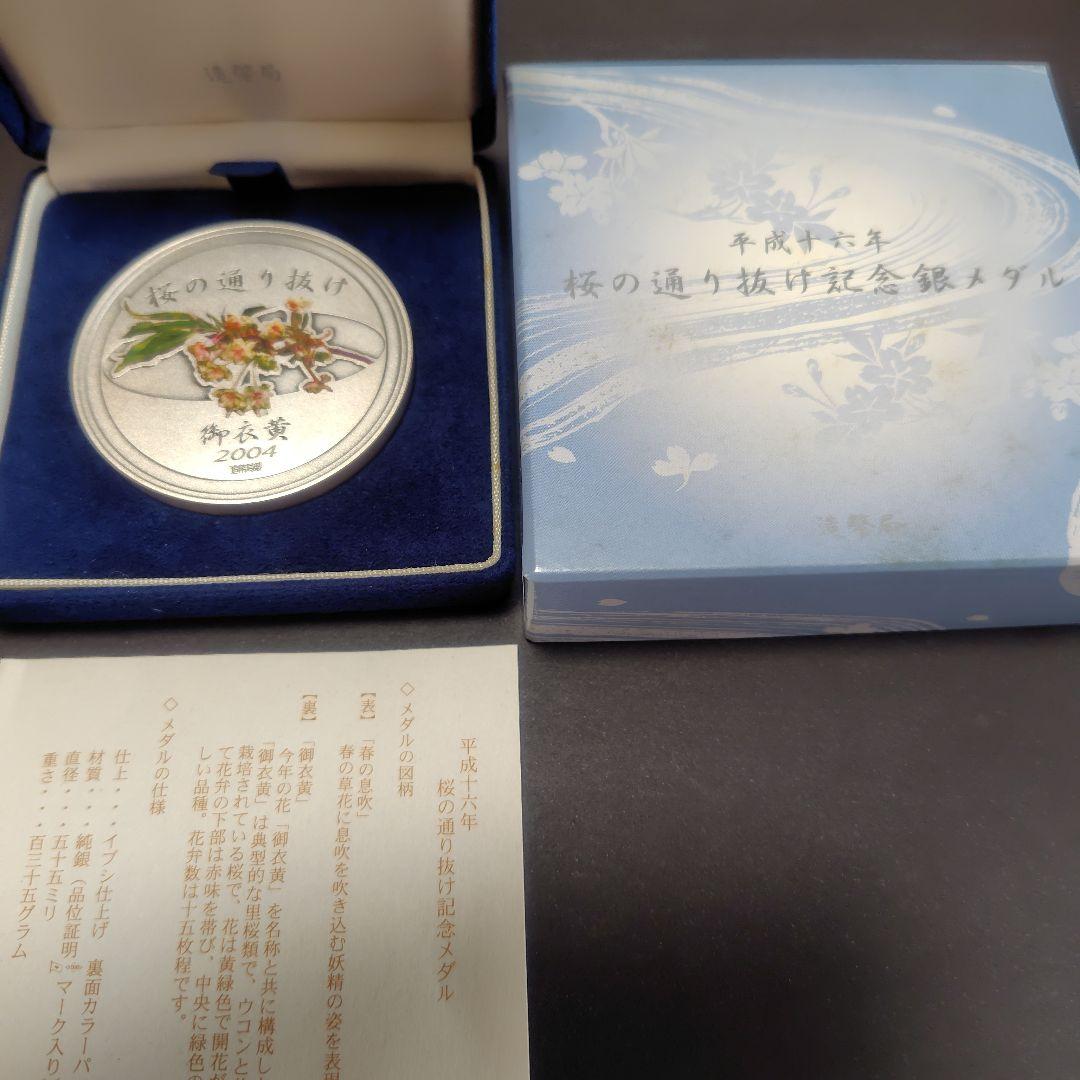 造幣局
桜の通り抜け
御衣黄
2004
平成十六年
桜の通り抜け記念銀メダル
造幣局
平成十六年
桜の通り抜け記念メダル
◇メダルの図柄
【表】「春の息吹」
春の草花に息吹を吹き込む妖精の姿を表現
【裏】「御衣黄」
今年の花「御衣黄」を名称と共に構成し
「御衣黄」は典型的な里桜類で、ウコンと
栽培されている桜で、花は黄緑色で開花が
て花弁の下部は赤味を帯び、中央に緑色の
しい品種。花弁数は十五枚程です。
◇メダルの仕様
仕上・・・イブシ仕上げ 裏面カラーパ
材質・・・純銀（品位証明 マーク入り
直径・・・五十五ミリ
重さ・・・百三十五グラム